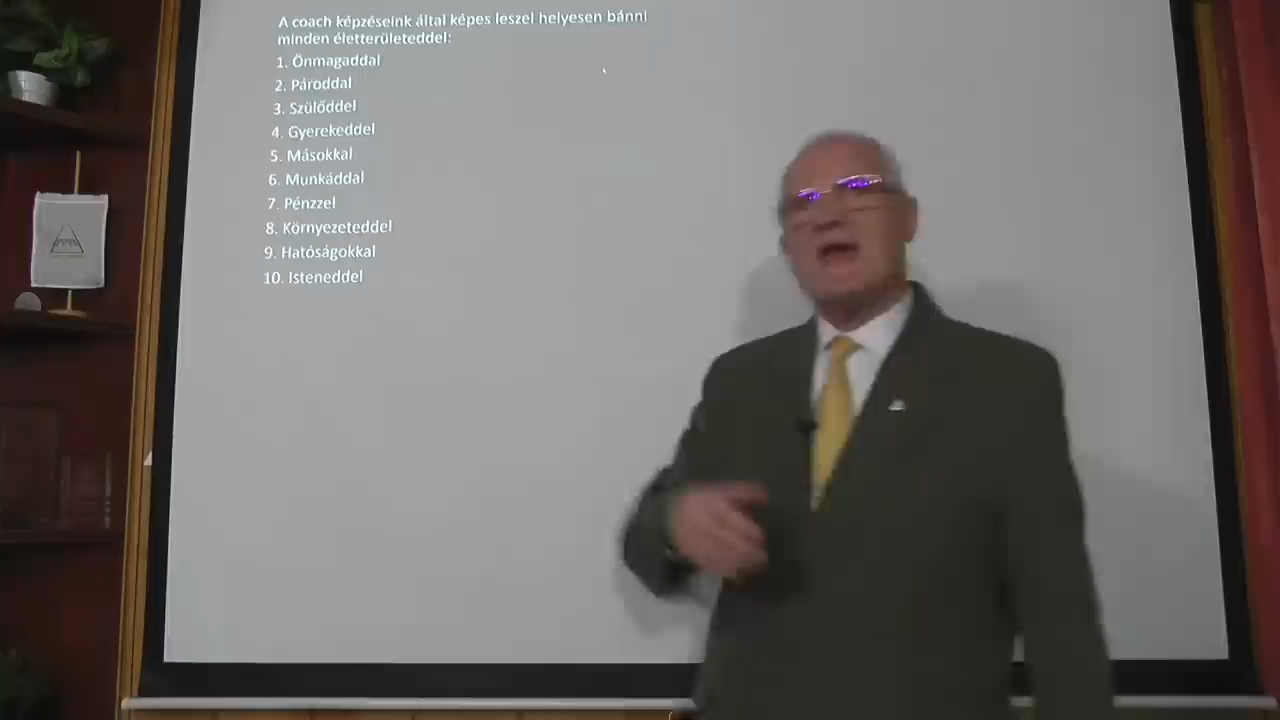 A coach képzéseink által képes leszel helyesen bánni
minden életterületeddel:
1. Önmagaddal
2. Pároddal
3. Szülőddel
4. Gyerekeddel
5. Másokkal
6. Munkáddal
7. Pénzzel
8. Környezeteddel
9. Hatóságokkal
10. Isteneddel